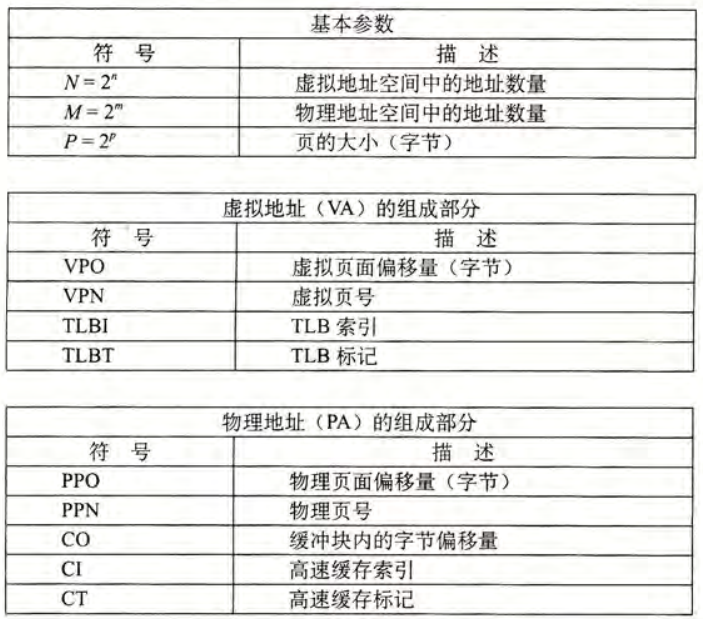 基本参数
符 号 描 述
N = 2ⁿ 虚拟地址空间中的地址数量
M = 2ᵐ 物理地址空间中的地址数量
P = 2ᵖ 页的大小（字节）
虚拟地址（VA）的组成部分
符 号 描 述
VPO 虚拟页面偏移量（字节）
VPN 虚拟页号
TLBI TLB 索引
TLBT TLB 标记
物理地址（PA）的组成部分
符 号 描 述
PPO 物理页面偏移量（字节）
PPN 物理页号
CO 缓冲块内的字节偏移量
CI 高速缓存索引
CT 高速缓存标记